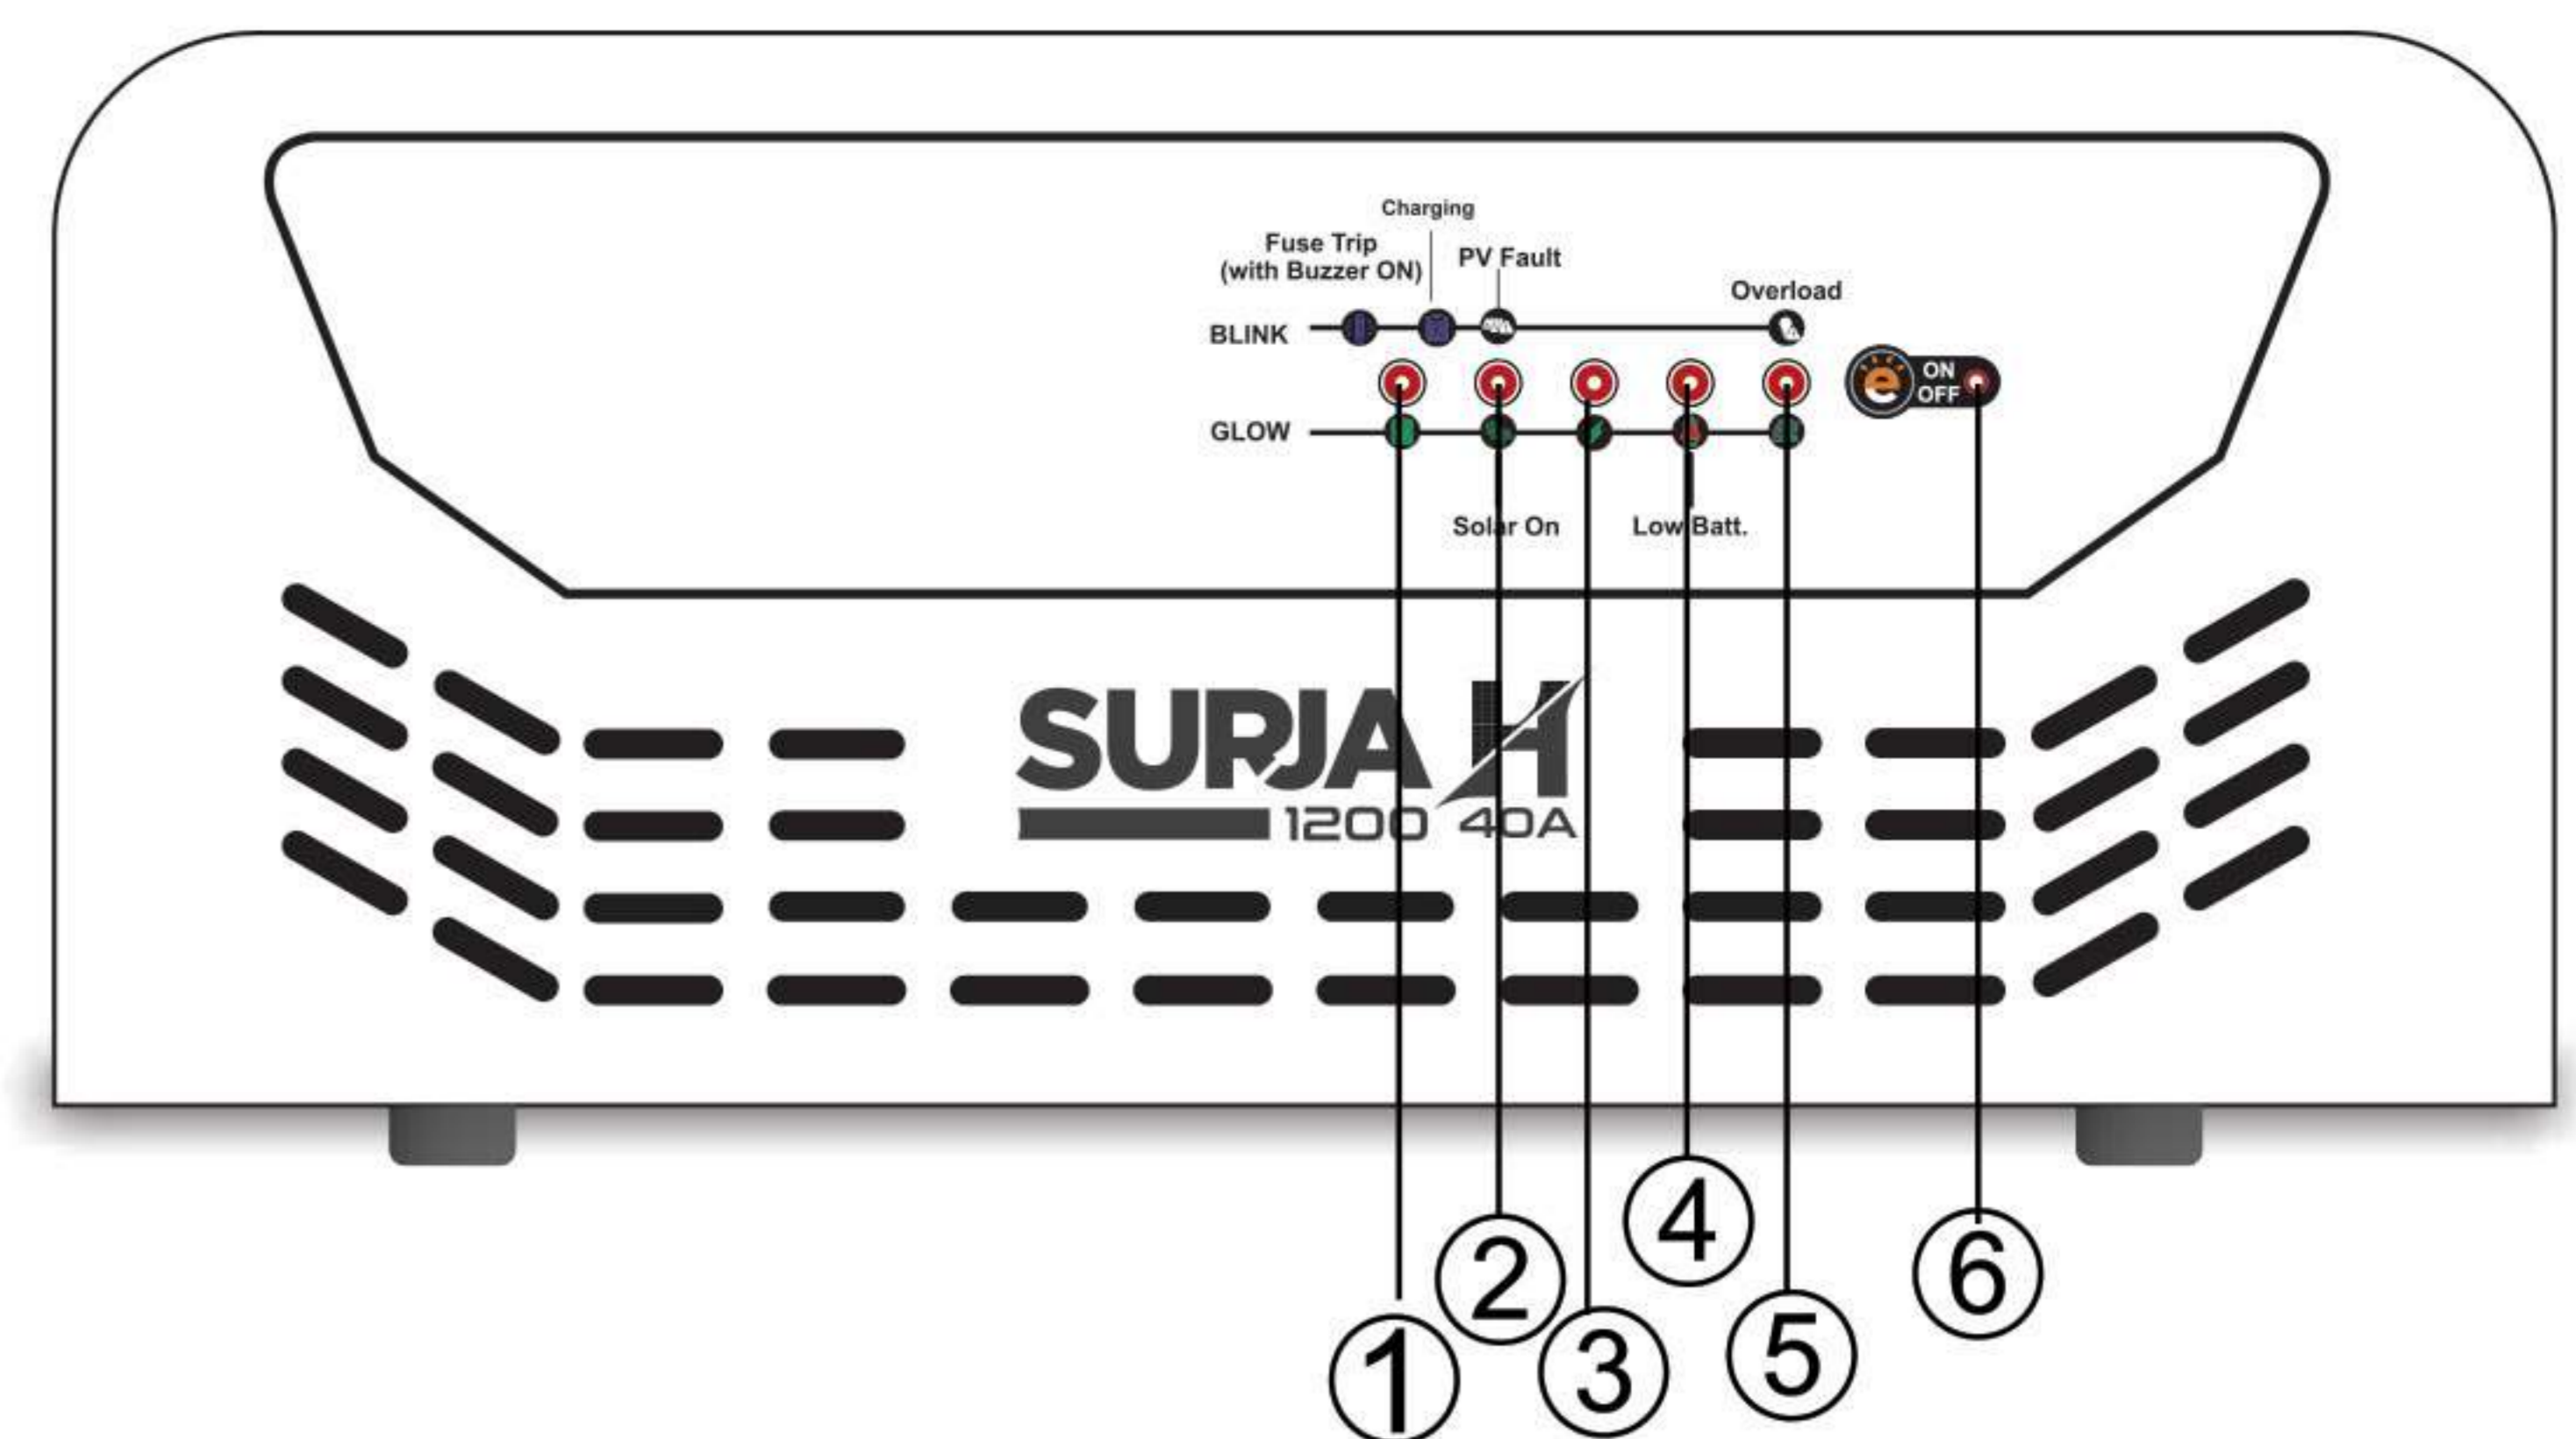 Charging
Fuse Trip
(with Buzzer ON)
PV Fault
Overload
BLINK
e
ON
OFF
GLOW
Solar On
Low Batt.
SURJA H
1200 40A
1
2
3
4
5
6